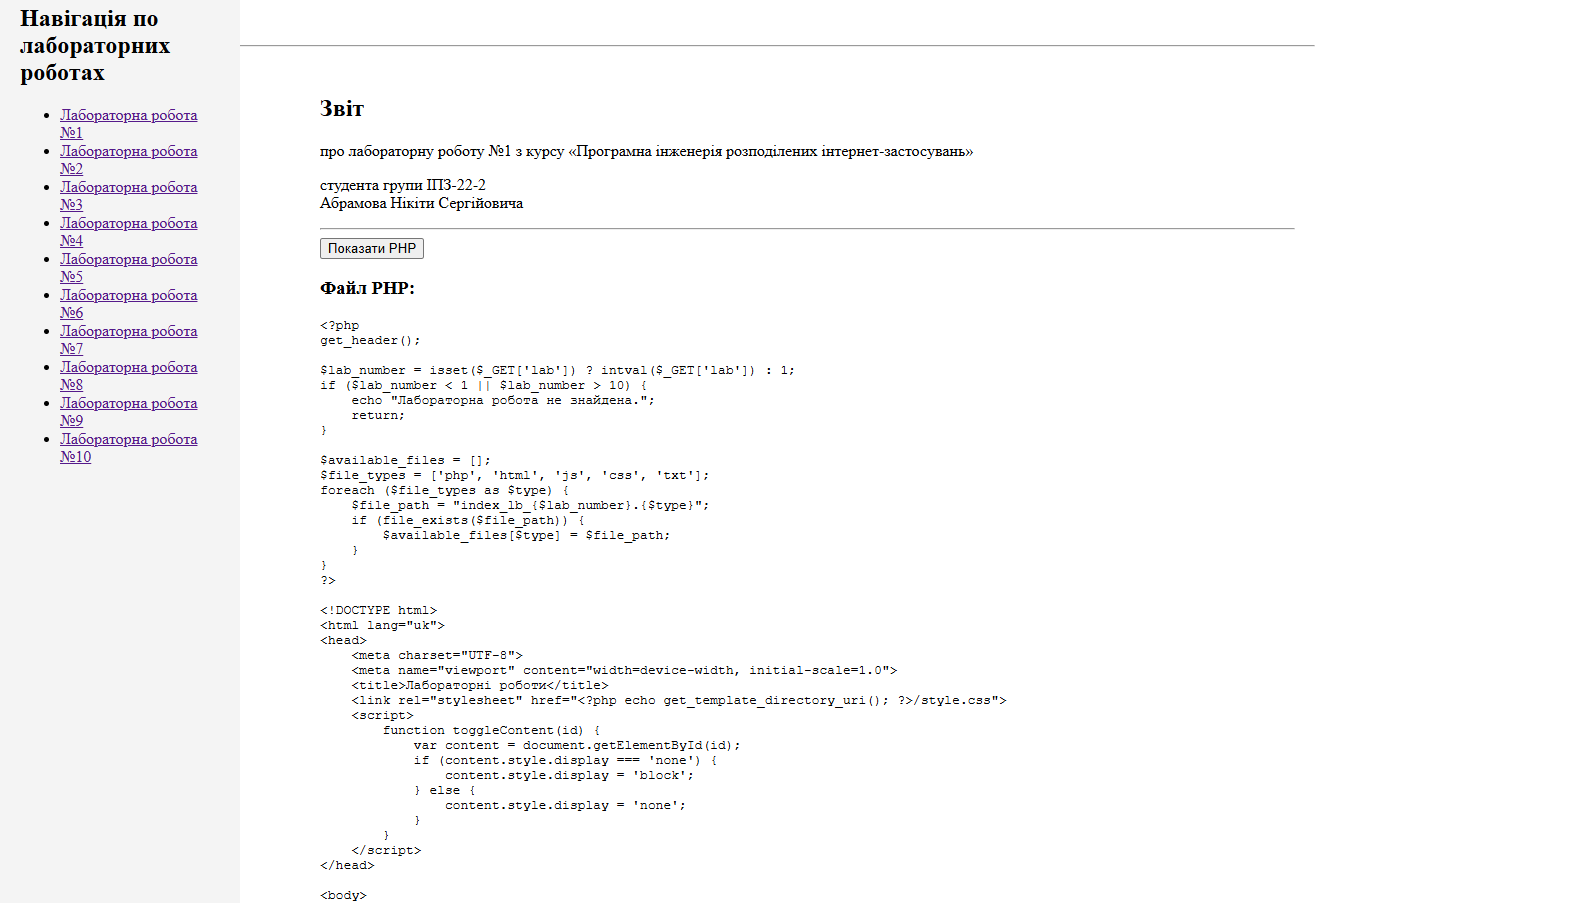 Навігація по
лабораторних
роботах
Лабораторна робота
№1
Лабораторна робота
№2
Лабораторна робота
№3
Лабораторна робота
№4
Лабораторна робота
№5
Лабораторна робота
№6
Лабораторна робота
№7
Лабораторна робота
№8
Лабораторна робота
№9
Лабораторна робота
№10
Звіт
про лабораторну роботу №1 з курсу «Програмна інженерія розподілених інтернет-застосувань»
студента групи ІПЗ-22-2
Абрамова Нікіти Сергійовича
Показати PHP
Файл PHP:
<?php
get_header();
$lab_number = isset($_GET['lab']) ? intval($_GET['lab']) : 1;
if ($lab_number < 1 || $lab_number > 10) {
    echo "Лабораторна робота не знайдена.";
    return;
}
$available_files = [];
$file_types = ['php', 'html', 'js', 'css', 'txt'];
foreach ($file_types as $type) {
    $file_path = "index_lb_{$lab_number}.{$type}";
    if (file_exists($file_path)) {
        $available_files[$type] = $file_path;
    }
}
?>
<!DOCTYPE html>
<html lang="uk">
<head>
    <meta charset="UTF-8">
    <meta name="viewport" content="width=device-width, initial-scale=1.0">
    <title>Лабораторні роботи</title>
    <link rel="stylesheet" href="<?php echo get_template_directory_uri(); ?>/style.css">
    <script>
        function toggleContent(id) {
            var content = document.getElementById(id);
            if (content.style.display === 'none') {
                content.style.display = 'block';
            } else {
                content.style.display = 'none';
            }
        }
    </script>
</head>
<body>